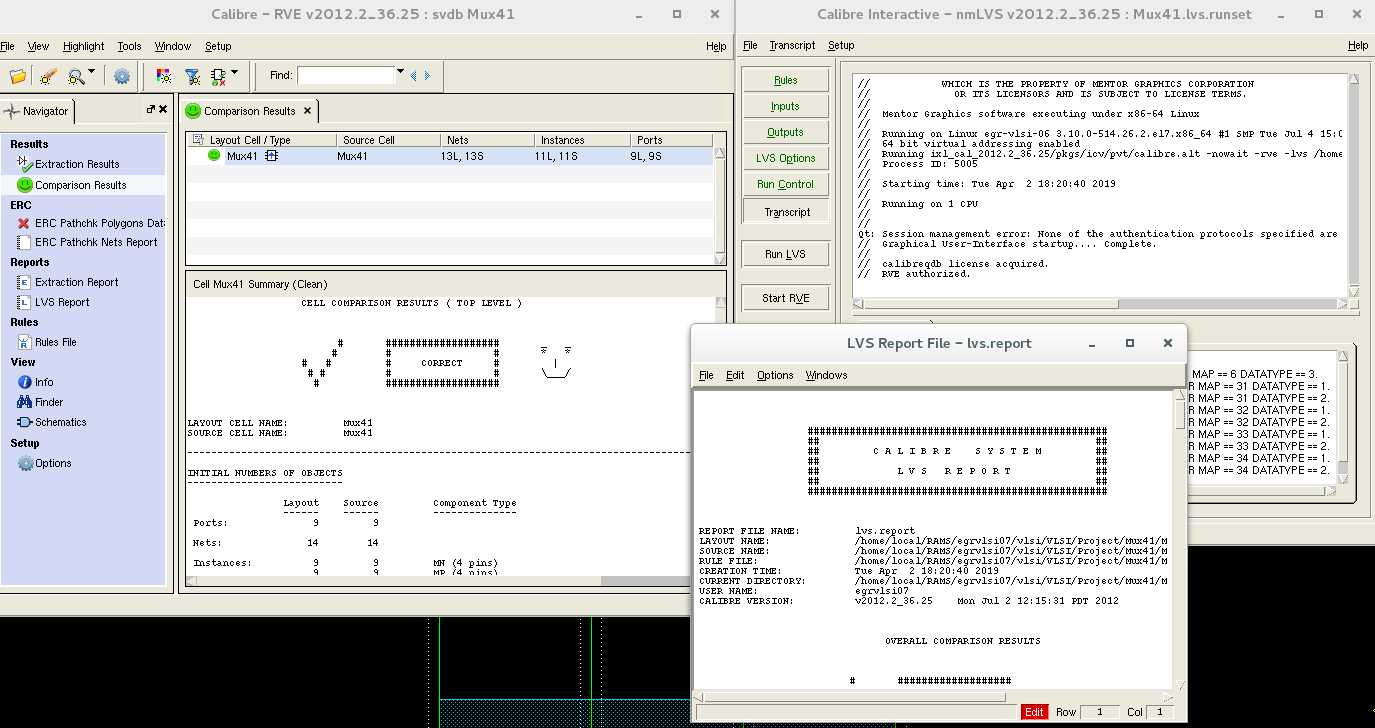 Calibre – RVE v2012.2_36.25 : svdb Mux41
File View Highlight Tools Window Setup Help
Find:
Navigator
Results
Extraction Results
Comparison Results
ERC
ERC Pathchk Polygons Dat
ERC Pathchk Nets Report
Reports
Extraction Report
LVS Report
Rules
Rules File
View
Info
Finder
Schematics
Setup
Options
Comparison Results
Layout Cell / Type Source Cell Nets Instances Ports
Mux41 Mux41 13L, 13S 11L, 11S 9L, 9S
Cell Mux41 Summary (Clean)
CELL COMPARISON RESULTS ( TOP LEVEL )
CORRECT
LAYOUT CELL NAME: Mux41
SOURCE CELL NAME: Mux41
INITIAL NUMBERS OF OBJECTS
Layout Source Component Type
Ports: 9 9
Nets: 14 14
Instances: 9 9 MN (4 pins)
9 9 MP (4 pins)
Calibre Interactive – nmLVS v2012.2_36.25 : Mux41.lvs.runset
File Transcript Setup Help
Rules
Inputs
Outputs
LVS Options
Run Control
Transcript
Run LVS
Start RVE
// WHICH IS THE PROPERTY OF MENTOR GRAPHICS CORPORATION
// OR ITS LICENSORS AND IS SUBJECT TO LICENSE TERMS.
//
// Mentor Graphics software executing under x86-64 Linux
//
// Running on Linux egr-vlsi-06 3.10.0-514.26.2.el7.x86_64 #1 SMP Tue Jul 4 15:0
// 64 bit virtual addressing enabled
// Running ixl_cal_2012.2_36.25/pkgs/icv/pvt/calibre.alt -nowait -rve -lvs /home
// Process ID: 5005
//
// Starting time: Tue Apr 2 18:20:40 2019
//
// Running on 1 CPU
//
//
Qt: Session management error: None of the authentication protocols specified are
// Graphical User-Interface startup.... Complete.
//
// calibreqdb license acquired.
// RVE authorized.
MAP == 6 DATATYPE == 3.
R MAP == 31 DATATYPE == 1.
R MAP == 31 DATATYPE == 2.
R MAP == 32 DATATYPE == 1.
R MAP == 32 DATATYPE == 2.
R MAP == 33 DATATYPE == 1.
R MAP == 33 DATATYPE == 2.
R MAP == 34 DATATYPE == 1.
R MAP == 34 DATATYPE == 2.
LVS Report File – lvs.report
File Edit Options Windows
##################################################
## ##
## C A L I B R E S Y S T E M ##
## ##
## L V S R E P O R T ##
## ##
##################################################
REPORT FILE NAME: lvs.report
LAYOUT NAME: /home/local/RAMS/egrvlsi07/vlsi/VLSI/Project/Mux41/M
SOURCE NAME: /home/local/RAMS/egrvlsi07/vlsi/VLSI/Project/Mux41/M
RULE FILE: /home/local/RAMS/egrvlsi07/vlsi/VLSI/Project/Mux41/M
CREATION TIME: Tue Apr 2 18:20:40 2019
CURRENT DIRECTORY: /home/local/RAMS/egrvlsi07/vlsi/VLSI/Project/Mux41/M
USER NAME: egrvlsi07
CALIBRE VERSION: v2012.2_36.25 Mon Jul 2 12:15:31 PDT 2012
OVERALL COMPARISON RESULTS
# ###################
Edit Row 1 Col 1